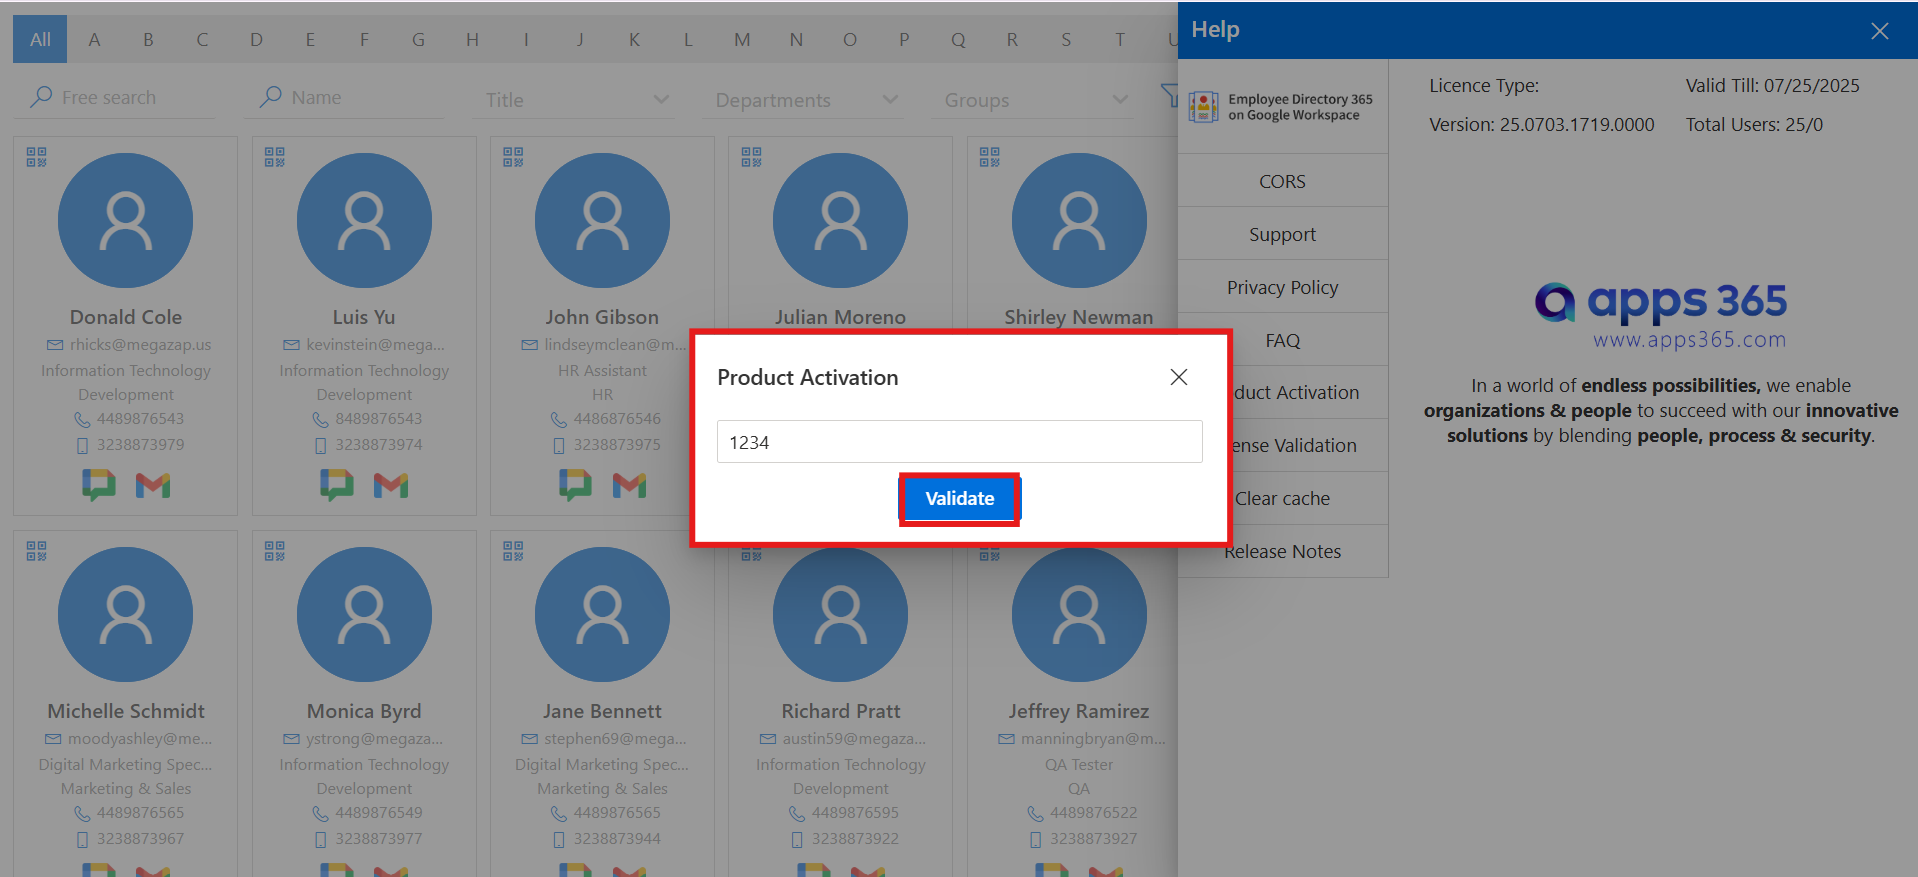 All A B C D E F G H I J K L M N O P Q R S T U
Free search Name Title Departments Groups
Donald Cole
rhicks@megazap.us
Information Technology
Development
4489876543
3238873979
Luis Yu
kevinstein@mega...
Information Technology
Development
8489876543
3238873974
John Gibson
lindseymclean@m...
HR Assistant
HR
4486876546
3238873975
Julian Moreno
Shirley Newman
Michelle Schmidt
moodyashley@me...
Digital Marketing Spec...
Marketing & Sales
4489876565
3238873967
Monica Byrd
ystrong@megaza...
Information Technology
Development
4489876549
3238873977
Jane Bennett
stephen69@mega...
Digital Marketing Spec...
Marketing & Sales
4489876565
3238873944
Richard Pratt
austin59@megaza...
Information Technology
Development
4489876595
3238873922
Jeffrey Ramirez
manningbryan@m...
QA Tester
QA
4489876522
3238873927
Product Activation
1234
Validate
Help
Employee Directory 365
on Google Workspace
CORS
Support
Privacy Policy
FAQ
duct Activation
ense Validation
Clear cache
Release Notes
Licence Type:
Valid Till: 07/25/2025
Version: 25.0703.1719.0000
Total Users: 25/0
apps 365
www.apps365.com
In a world of endless possibilities, we enable
organizations & people to succeed with our innovative
solutions by blending people, process & security.